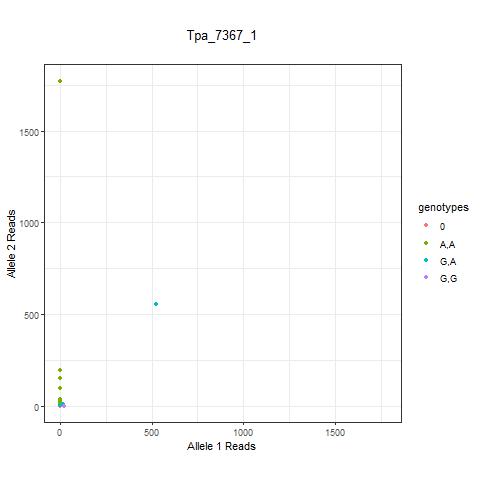 Tpa_7367_1
Allele 2 Reads
1500
1000
500
0
0
500
1000
1500
Allele 1 Reads
genotypes
0
A,A
G,A
G,G